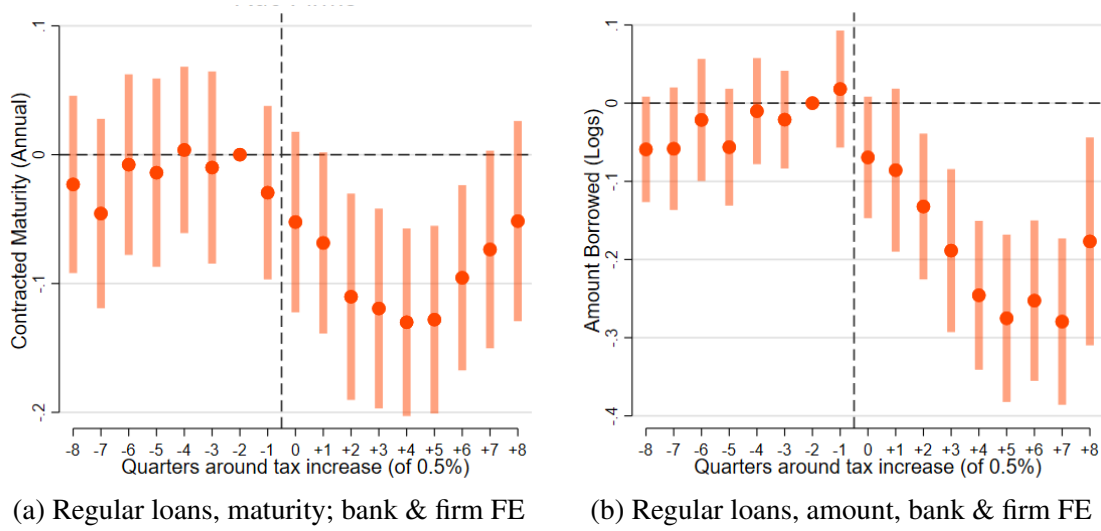 .1
0
-.1
-.2
Contracted Maturity (Annual)
-8 -7 -6 -5 -4 -3 -2 -1 0 +1 +2 +3 +4 +5 +6 +7 +8
Quarters around tax increase (of 0.5%)
(a) Regular loans, maturity; bank & firm FE
.1
0
-.1
-.2
-.3
-.4
Amount Borrowed (Logs)
-8 -7 -6 -5 -4 -3 -2 -1 0 +1 +2 +3 +4 +5 +6 +7 +8
Quarters around tax increase (of 0.5%)
(b) Regular loans, amount, bank & firm FE